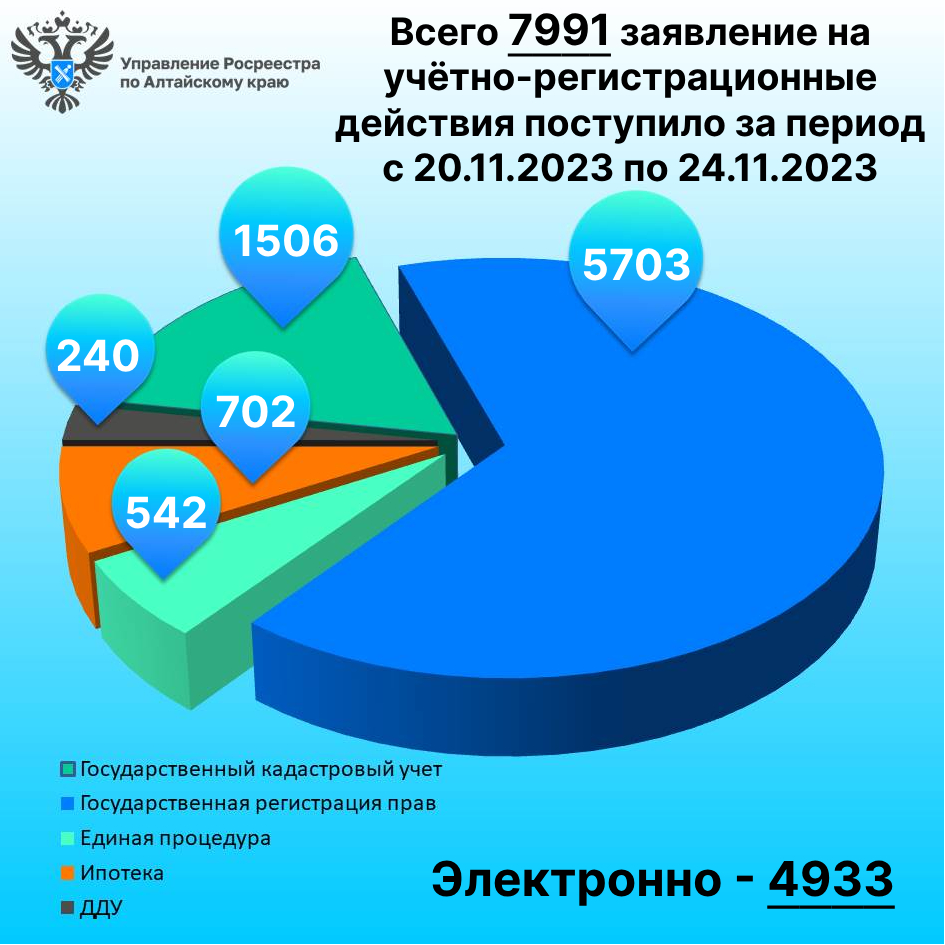 Управление Росреестра
по Алтайскому краю
Всего 7991 заявление на
учётно-регистрационные
действия поступило за период
с 20.11.2023 по 24.11.2023
1506
5703
240
702
542
Государственный кадастровый учет
Государственная регистрация прав
Единая процедура
Ипотека
ДДУ
Электронно - 4933